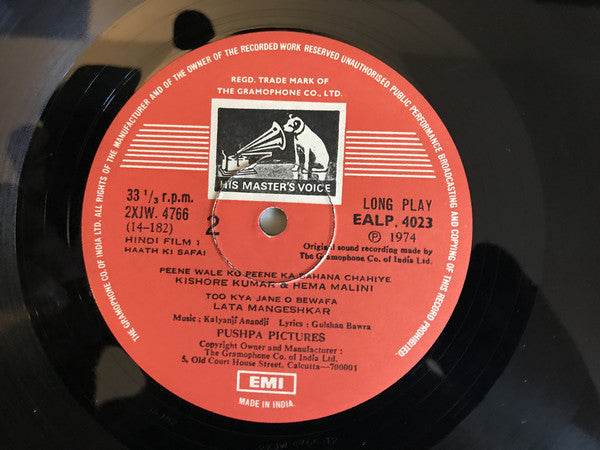 THE GRAMOPHONE CO. OF INDIA LTD. ALL RIGHTS OF THE MANUFACTURER AND OF THE OWNER OF THE RECORDED WORK RESERVED UNAUTHORISED PUBLIC PERFORMANCE BROADCASTING AND COPYING OF THIS RECORD PROHIBITED
REGD. TRADE MARK OF
THE GRAMOPHONE CO., LTD.
HIS MASTER'S VOICE
33 1/3 r.p.m.
2XJW. 4766
(14-182)
2
LONG PLAY
EALP. 4023
Ⓟ 1974
HINDI FILM :
HAATH KI SAFAI
Original sound recording made by
The Gramophone Co. of India Ltd.
PEENE WALE KO PEENE KA BAHANA CHAHIYE
KISHORE KUMAR & HEMA MALINI
TOO KYA JANE O BEWAFA
LATA MANGESHKAR
Music ; Kalyanji Anandji Lyrics ; Gulshan Bawra
PUSHPA PICTURES
Copyright Owner and Manufacturer :
The Gramophone Co. of India Ltd.
5, Old Court House Street, Calcutta—700001
EMI
MADE IN INDIA